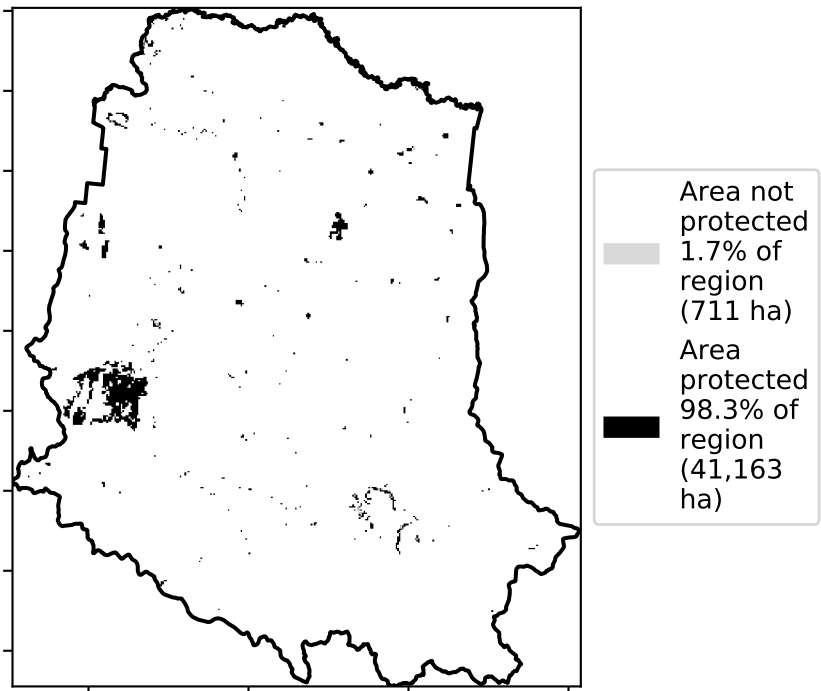 Area not
protected
1.7% of
region
(711 ha)
Area
protected
98.3% of
region
(41,163
ha)